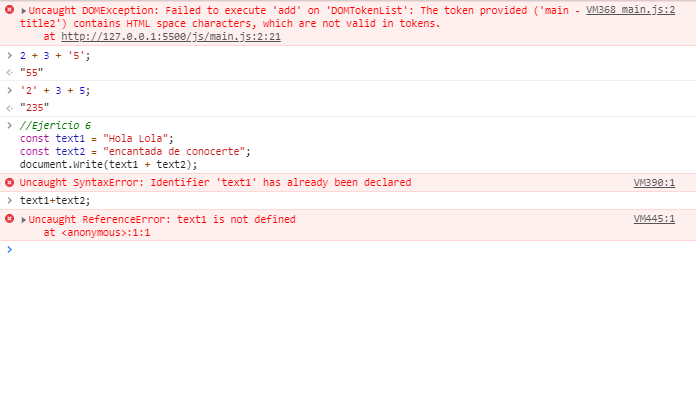 Uncaught DOMException: Failed to execute 'add' on 'DOMTokenList': The token provided ('main - VM368 main.js:2
title2') contains HTML space characters, which are not valid in tokens.
at http://127.0.0.1:5500/js/main.js:2:21
2 + 3 + '5';
"55"
'2' + 3 + 5;
"235"
//Ejericio 6
const text1 = "Hola Lola";
const text2 = "encantada de conocerte";
document.Write(text1 + text2);
Uncaught SyntaxError: Identifier 'text1' has already been declared VM390:1
text1+text2;
Uncaught ReferenceError: text1 is not defined VM445:1
at <anonymous>:1:1